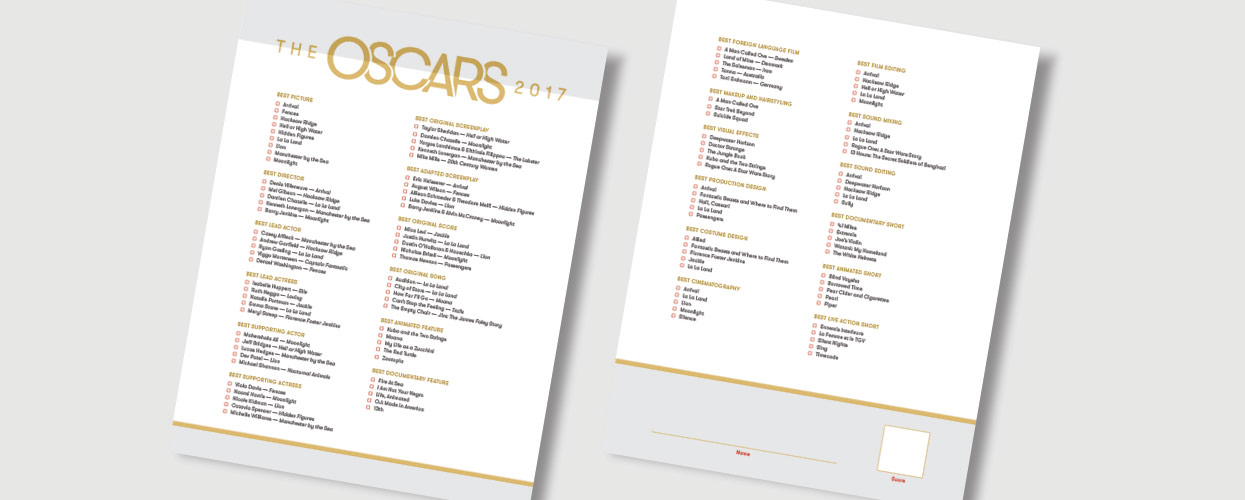 THE OSCARS 2017
BEST PICTURE
Arrival
Fences
Hacksaw Ridge
Hell or High Water
Hidden Figures
La La Land
Lion
Manchester by the Sea
Moonlight
BEST DIRECTOR
Denis Villeneuve — Arrival
Mel Gibson — Hacksaw Ridge
Damien Chazelle — La La Land
Kenneth Lonergan — Manchester by the Sea
Barry Jenkins — Moonlight
BEST LEAD ACTOR
Casey Affleck — Manchester by the Sea
Andrew Garfield — Hacksaw Ridge
Ryan Gosling — La La Land
Viggo Mortensen — Captain Fantastic
Denzel Washington — Fences
BEST LEAD ACTRESS
Isabelle Huppert — Elle
Ruth Negga — Loving
Natalie Portman — Jackie
Emma Stone — La La Land
Meryl Streep — Florence Foster Jenkins
BEST SUPPORTING ACTOR
Mahershala Ali — Moonlight
Jeff Bridges — Hell or High Water
Lucas Hedges — Manchester by the Sea
Dev Patel — Lion
Michael Shannon — Nocturnal Animals
BEST SUPPORTING ACTRESS
Viola Davis — Fences
Naomi Harris — Moonlight
Nicole Kidman — Lion
Octavia Spencer — Hidden Figures
Michelle Williams — Manchester by the Sea
BEST ORIGINAL SCREENPLAY
Taylor Sheridan — Hell or High Water
Damien Chazelle — Moonlight
Yorgos Lanthimos & Efthimis Filippou — The Lobster
Kenneth Lonergan — Manchester by the Sea
Mike Mills — 20th Century Women
BEST ADAPTED SCREENPLAY
Eric Heisserer — Arrival
August Wilson — Fences
Allison Schroeder & Theodore Melfi — Hidden Figures
Luke Davies — Lion
Barry Jenkins & Alvin McCraney — Moonlight
BEST ORIGINAL SCORE
Mica Levi — Jackie
Justin Hurwitz — La La Land
Dustin O'Halloran & Hauschka — Lion
Nicholas Britell — Moonlight
Thomas Newman — Passengers
BEST ORIGINAL SONG
Audition — La La Land
City of Stars — La La Land
How Far I'll Go — Moana
Can't Stop the Feeling — Trolls
The Empty Chair — Jim: The James Foley Story
BEST ANIMATED FEATURE
Kubo and the Two Strings
Moana
My Life as a Zucchini
The Red Turtle
Zootopia
BEST DOCUMENTARY FEATURE
Fire At Sea
I Am Not Your Negro
Life, Animated
O.J: Made in America
13th
BEST FOREIGN LANGUAGE FILM
A Man Called Ove — Sweden
Land of Mine — Denmark
The Salesman — Iran
Tanna — Australia
Toni Erdmann — Germany
BEST MAKEUP AND HAIRSTYLING
A Man Called Ove
Star Trek Beyond
Suicide Squad
BEST VISUAL EFFECTS
Deepwater Horizon
Doctor Strange
The Jungle Book
Kubo and the Two Strings
Rogue One: A Star Wars Story
BEST PRODUCTION DESIGN
Arrival
Fantastic Beasts and Where to Find Them
Hail, Caesar!
La La Land
Passengers
BEST COSTUME DESIGN
Allied
Fantastic Beasts and Where to Find Them
Florence Foster Jenkins
Jackie
La La Land
BEST CINEMATOGRAPHY
Arrival
La La Land
Lion
Moonlight
Silence
BEST FILM EDITING
Arrival
Hacksaw Ridge
Hell or High Water
La La Land
Moonlight
BEST SOUND MIXING
Arrival
Hacksaw Ridge
La La Land
Rogue One: A Star Wars Story
13 Hours: The Secret Soldiers of Benghazi
BEST SOUND EDITING
Arrival
Deepwater Horizon
Hacksaw Ridge
La La Land
Sully
BEST DOCUMENTARY SHORT
4.1 Miles
Extremis
Joe's Violin
Watani: My Homeland
The White Helmets
BEST ANIMATED SHORT
Blind Vaysha
Borrowed Time
Pear Cider and Cigarettes
Pearl
Piper
BEST LIVE ACTION SHORT
Ennemis Interieurs
La Femme et le TGV
Silent Nights
Sing
Timecode
Name
Score